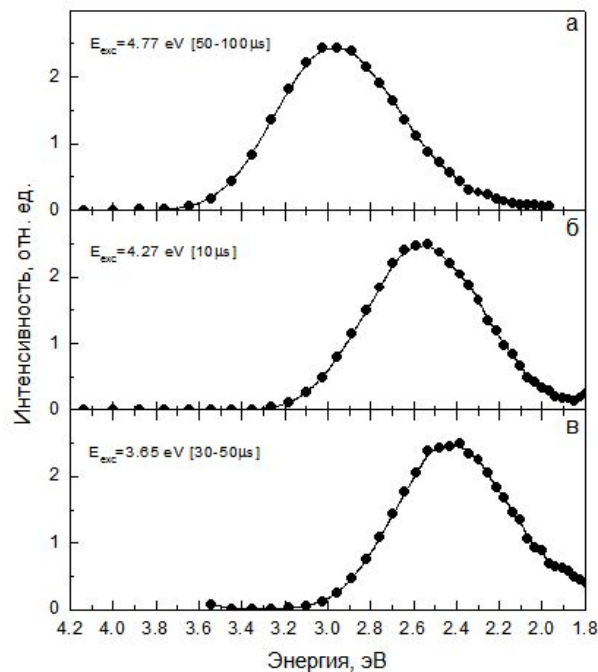 а
E_exc=4.77 eV [50-100µs]
2
1
0
б
E_exc=4.27 eV [10µs]
2
1
0
в
E_exc=3.65 eV [30-50µs]
2
1
0
Интенсивность, отн. ед.
4.2 4.0 3.8 3.6 3.4 3.2 3.0 2.8 2.6 2.4 2.2 2.0 1.8
Энергия, эВ